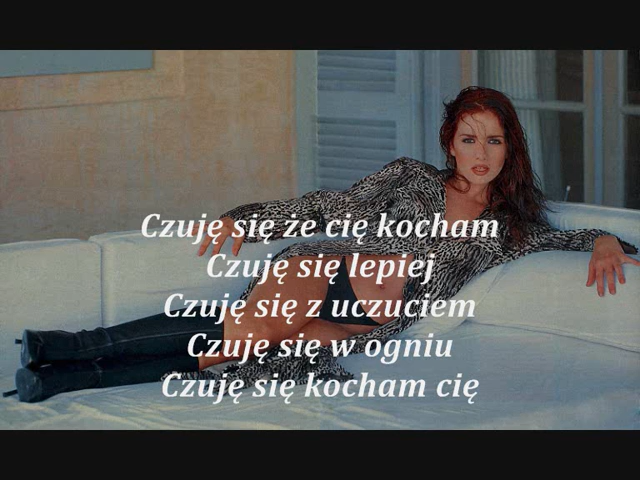 Czuję się że cię kocham
Czuję się lepiej
Czuję się z uczuciem
Czuję się w ogniu
Czuję się kocham cię